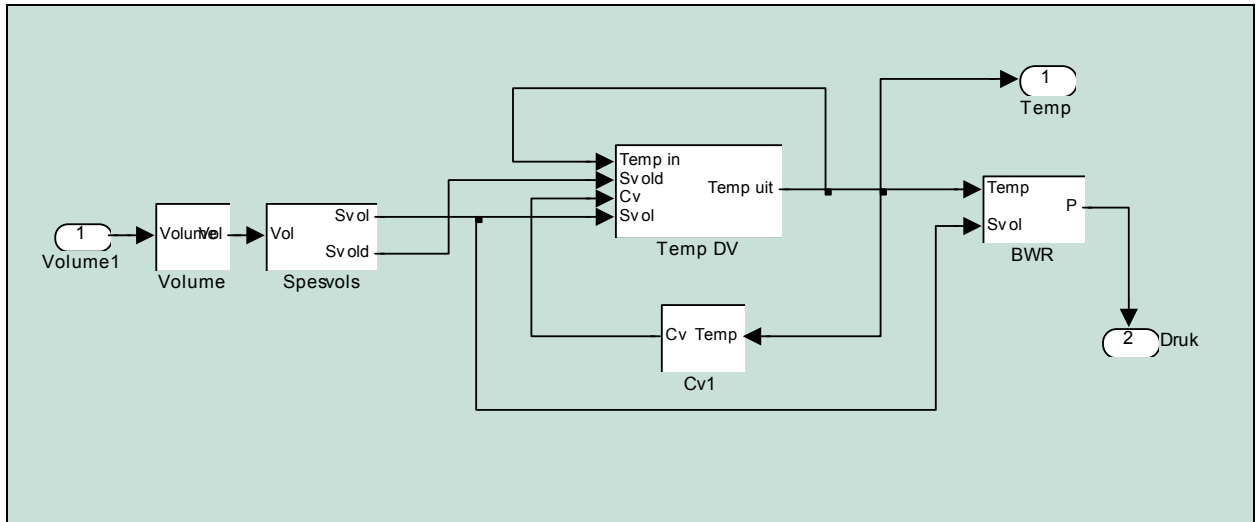 1
Volume1
Volume
Vol
Volume
Vol
Svol
Svold
Spesvols
Temp in
Svold
Cv
Svol
Temp uit
Temp DV
Cv
Temp
Cv1
1
Temp
Temp
Svol
P
BWR
2
Druk